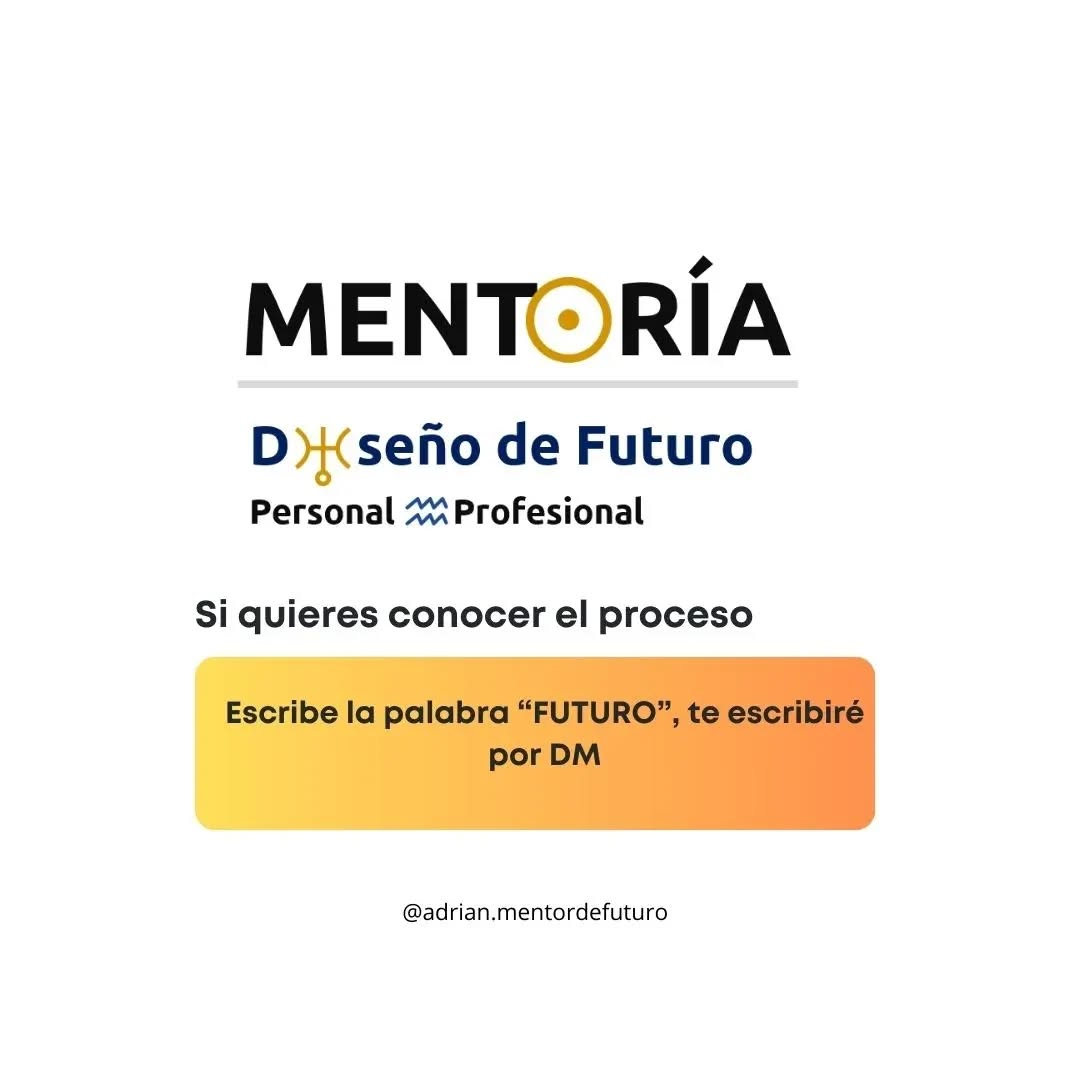 MENTORÍA
D♅seño de Futuro
Personal ♒ Profesional
Si quieres conocer el proceso
Escribe la palabra “FUTURO”, te escribiré
por DM
@adrian.mentordefuturo